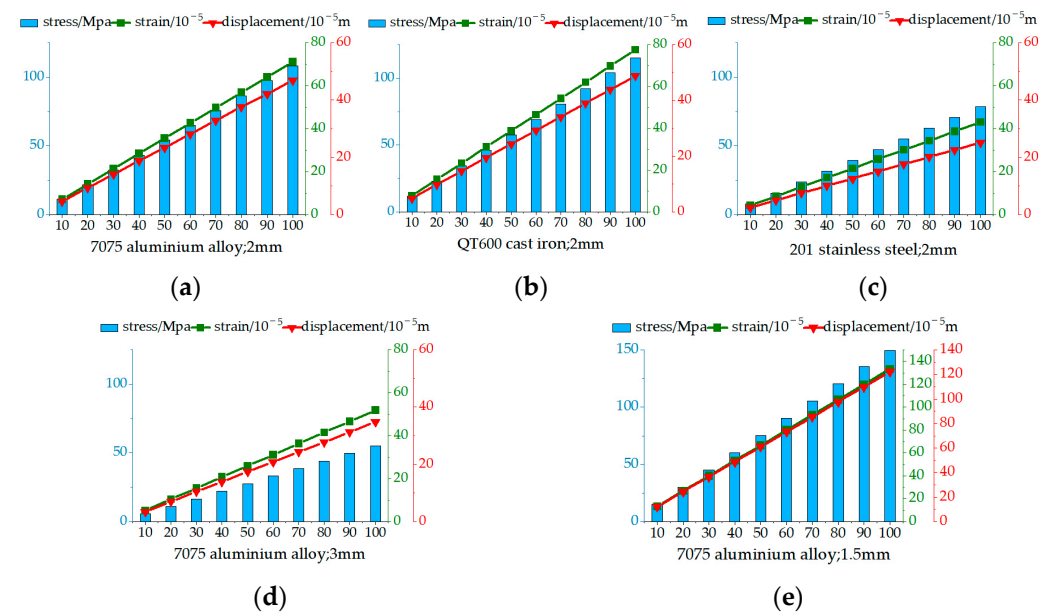 stress/Mpa strain/10⁻⁵ displacement/10⁻⁵m
stress/Mpa strain/10⁻⁵ displacement/10⁻⁵m
stress/Mpa strain/10⁻⁵ displacement/10⁻⁵m
0 50 100
0 20 40 60 80
0 20 40 60
10 20 30 40 50 60 70 80 90 100
7075 aluminium alloy;2mm
(a)
0 50 100
0 20 40 60 80
0 20 40 60
10 20 30 40 50 60 70 80 90 100
QT600 cast iron;2mm
(b)
0 50 100
0 20 40 60 80
0 20 40 60
10 20 30 40 50 60 70 80 90 100
201 stainless steel;2mm
(c)
stress/Mpa strain/10⁻⁵ displacement/10⁻⁵m
0 50 100
0 20 40 60 80
0 20 40 60
10 20 30 40 50 60 70 80 90 100
7075 aluminium alloy;3mm
(d)
stress/Mpa strain/10⁻⁵ displacement/10⁻⁵m
0 50 100 150
0 20 40 60 80 100 120 140
0 20 40 60 80 100 120 140
10 20 30 40 50 60 70 80 90 100
7075 aluminium alloy;1.5mm
(e)